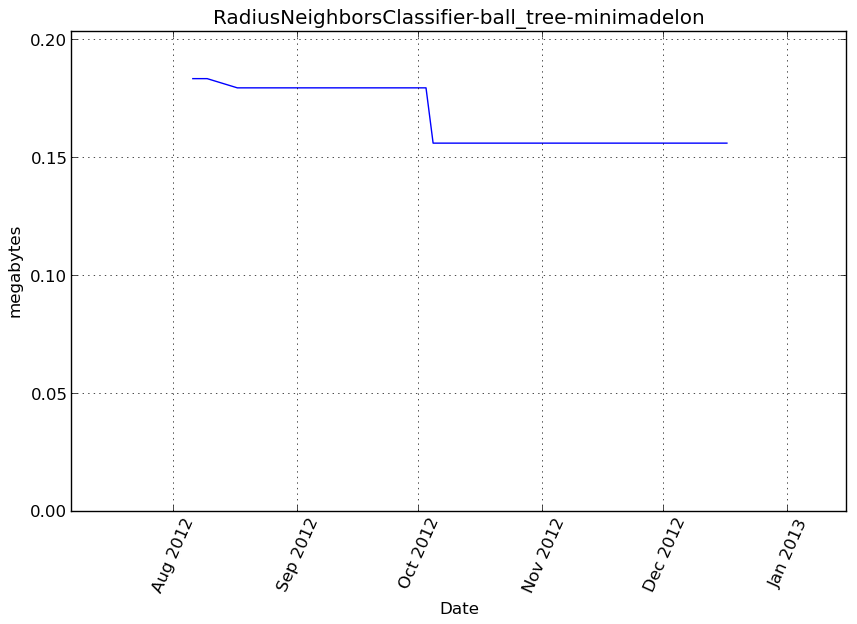 RadiusNeighborsClassifier-ball_tree-minimadelon
0.20
0.15
0.10
0.05
0.00
megabytes
Aug 2012
Sep 2012
Oct 2012
Nov 2012
Dec 2012
Jan 2013
Date